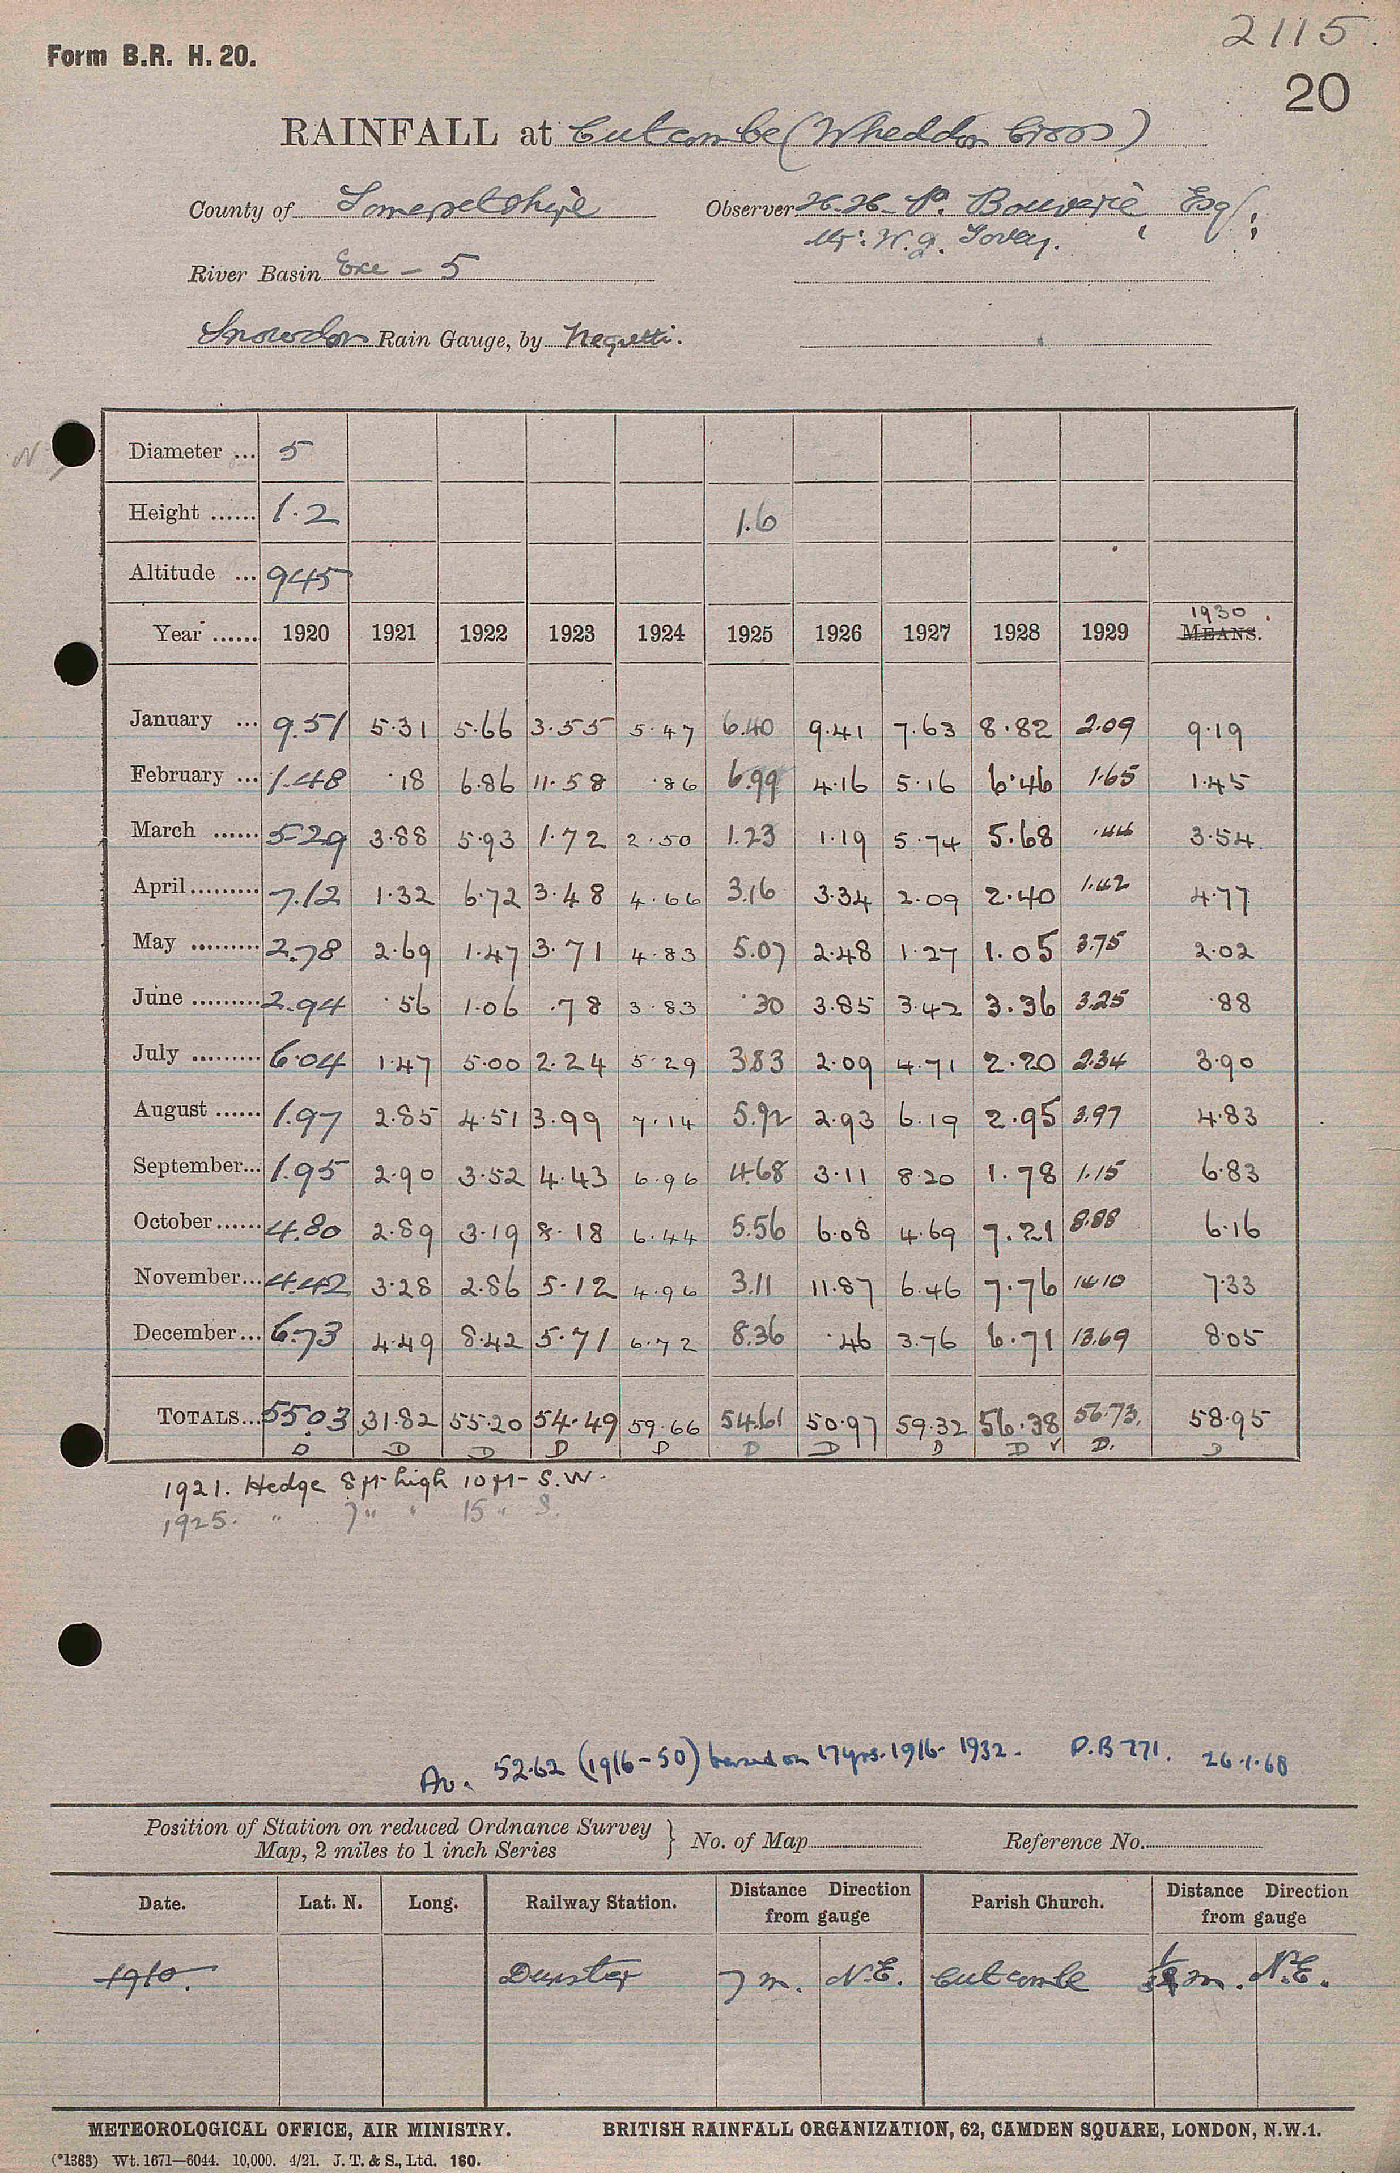 2115.
Form B.R. H. 20.
20
RAINFALL at Cutcombe (Wheddon Cross)
County of Somersetshire Observer H. H. P. Bouverie, Esq;
Mr. W. J. Tovey.
River Basin Exe - 5
Snowdon Rain Gauge, by Negretti.
Diameter ... 5
Height ...... 1.2 1.6
Altitude ... 945
1930.
Year ...... 1920 1921 1922 1923 1924 1925 1926 1927 1928 1929 MEANS.
January ... 9.51 5.31 5.66 3.55 5.47 6.40 9.41 7.63 8.82 2.09 9.19
February ... 1.48 .18 6.86 11.58 .86 6.99 4.16 5.16 6.46 1.65 1.45
March ...... 5.29 3.88 5.93 1.72 2.50 1.23 1.19 5.74 5.68 .44 3.54
April ......... 7.12 1.32 6.72 3.48 4.66 3.16 3.34 2.09 2.40 1.42 4.77
May ......... 2.78 2.69 1.47 3.71 4.83 5.07 2.48 1.27 1.05 3.75 2.02
June ......... 2.94 .56 1.06 .78 3.83 .30 3.85 3.42 3.36 3.25 .88
July ......... 6.04 1.47 5.00 2.24 5.29 3.83 2.09 4.71 2.20 2.34 3.90
August ...... 1.97 2.85 4.51 3.99 7.14 5.92 2.93 6.19 2.95 3.97 4.83
September... 1.95 2.90 3.52 4.43 6.96 4.68 3.11 8.20 1.78 1.15 6.83
October ...... 4.80 2.89 3.19 8.18 6.44 5.56 6.08 4.69 7.21 8.88 6.16
November... 4.42 3.28 2.86 5.12 4.96 3.11 11.87 6.46 7.76 14.10 7.33
December... 6.73 4.49 8.42 5.71 6.72 8.36 .46 3.76 6.71 13.69 8.05
TOTALS... 55.03 31.82 55.20 54.49 59.66 54.61 50.97 59.32 56.38 56.73. 58.95
D D D D D D D D D ✓ D. D
1921. Hedge 8ft high 10ft S.W.
1925. " 7" " 15 " S.
Av. 52.62 (1916-50) based on 17yrs. 1916-1932. P.B 771. 26.1.68
Position of Station on reduced Ordnance Survey
Map, 2 miles to 1 inch Series } No. of Map Reference No.
Date. Lat. N. Long. Railway Station. Distance Direction from gauge Parish Church. Distance Direction from gauge
1910. Dunster 7 m. N.E. Cutcombe m. N.E.
METEOROLOGICAL OFFICE, AIR MINISTRY. BRITISH RAINFALL ORGANIZATION, 62, CAMDEN SQUARE, LONDON, N.W.1.
(*1383) Wt. 1671—6044. 10,000. 4/21. J. T. & S., Ltd. 160.